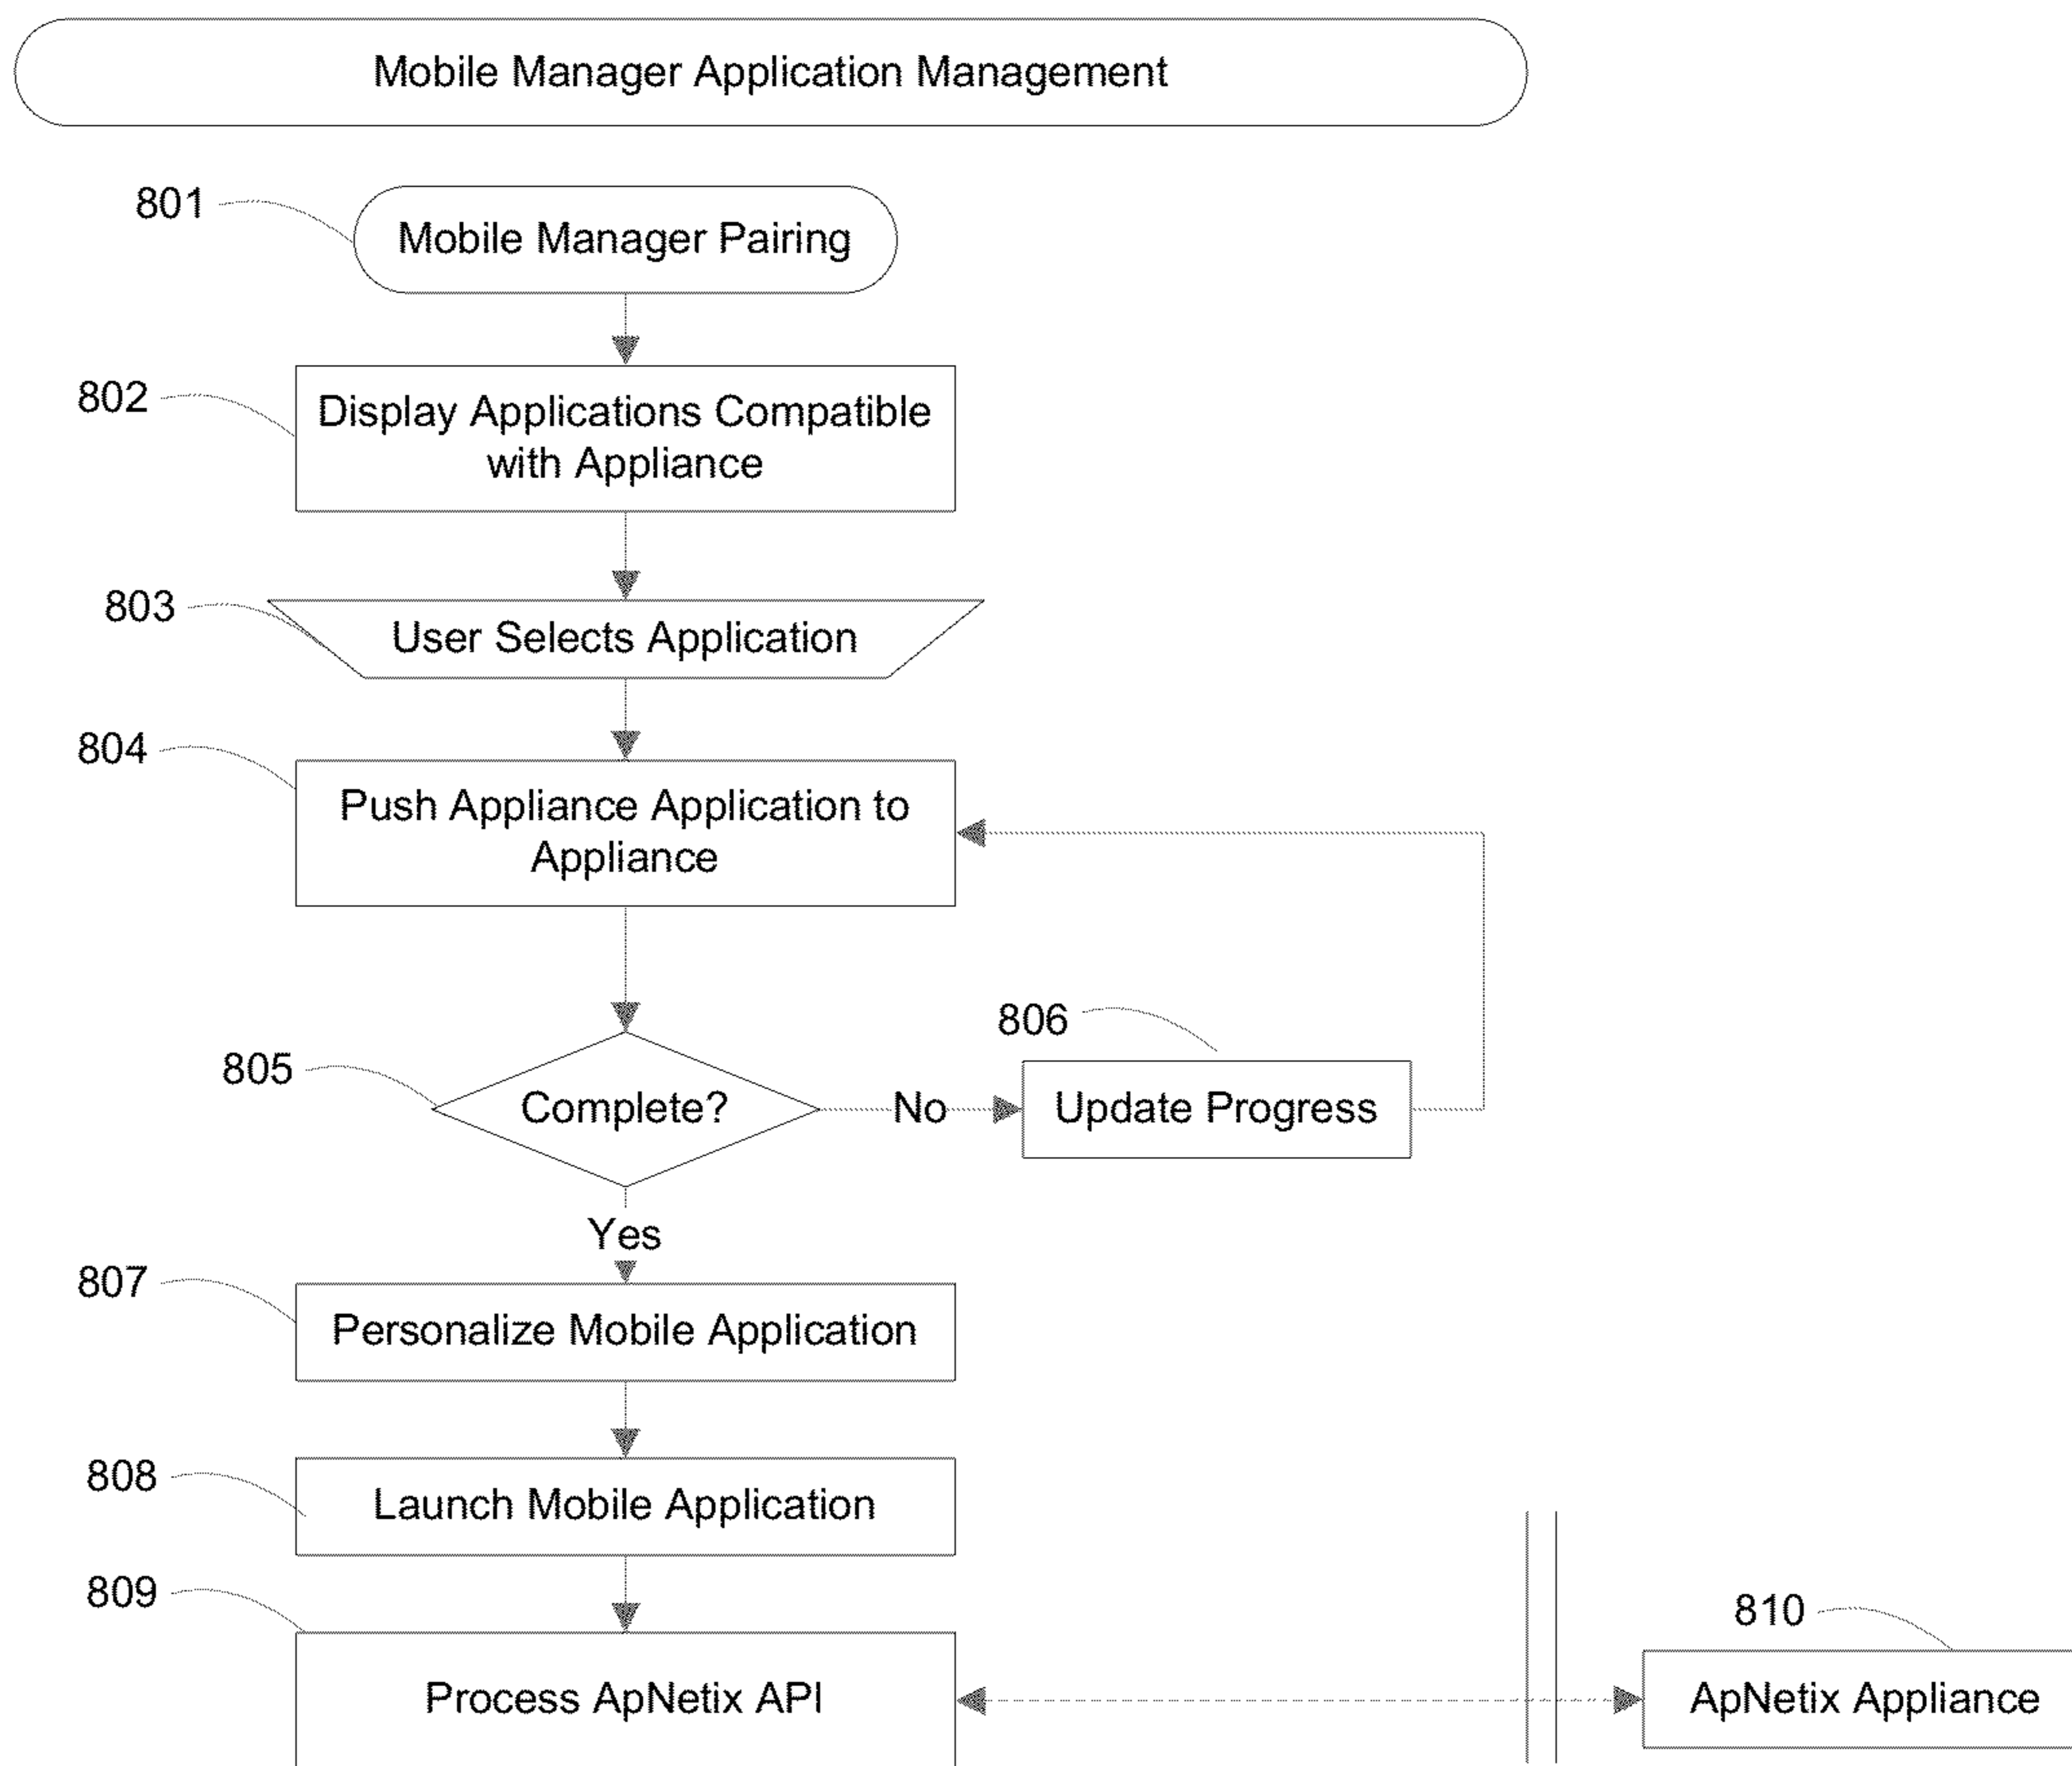 Mobile Manager Application Management
801
Mobile Manager Pairing
802
Display Applications Compatible
with Appliance
803
User Selects Application
804
Push Appliance Application to
Appliance
805
Complete?
No
806
Update Progress
Yes
807
Personalize Mobile Application
808
Launch Mobile Application
809
Process ApNetix API
810
ApNetix Appliance